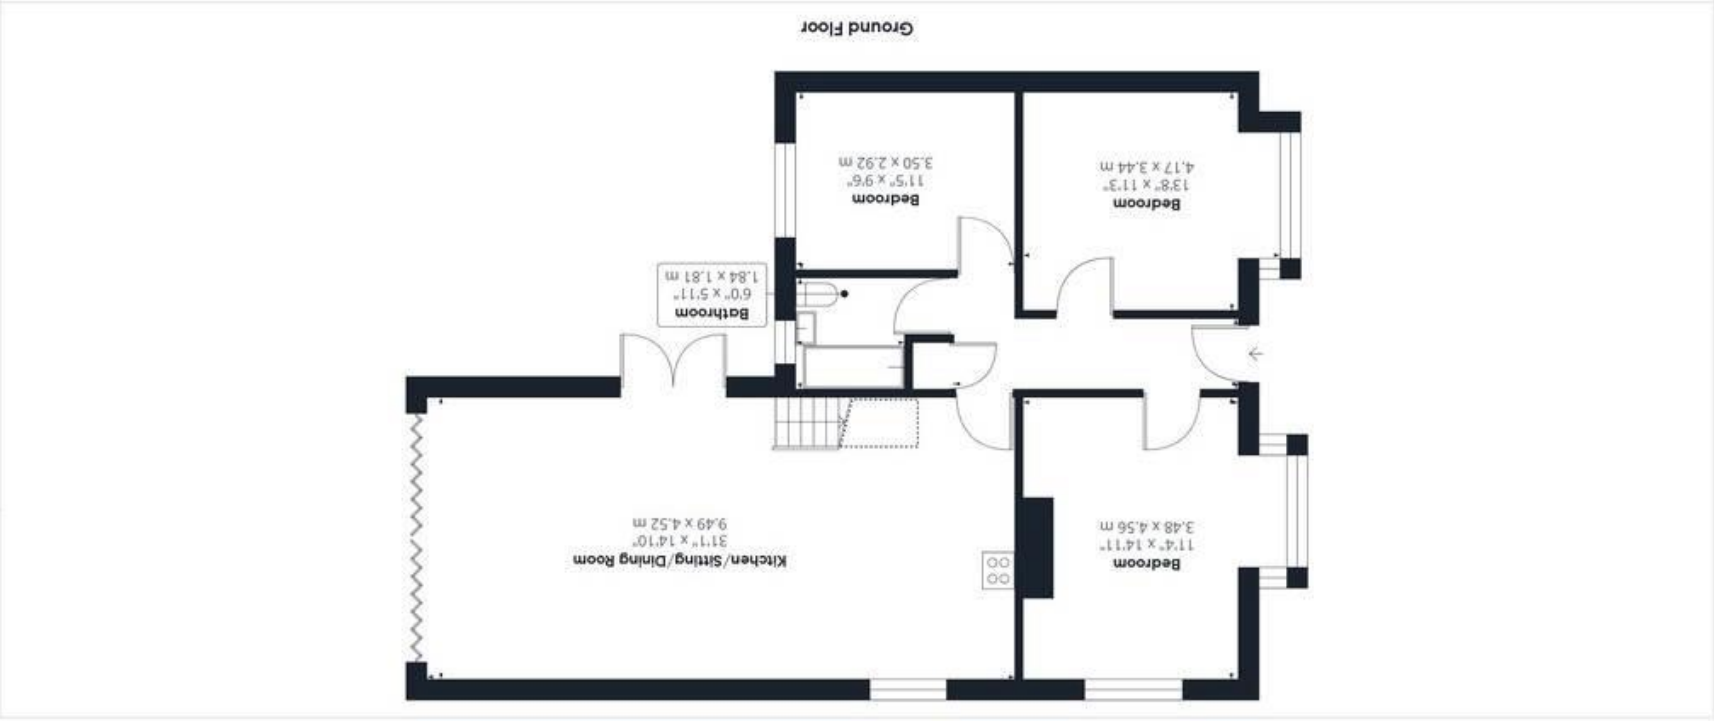 Bedroom
11'4" x 14'11"
3.48 x 4.56 m
Kitchen/Sitting/Dining Room
31'1" x 14'10"
9.49 x 4.52 m
Bathroom
6'0" x 5'11"
1.84 x 1.81 m
Bedroom
13'8" x 11'3"
4.17 x 3.44 m
Bedroom
11'5" x 9'6"
3.50 x 2.92 m
Ground Floor